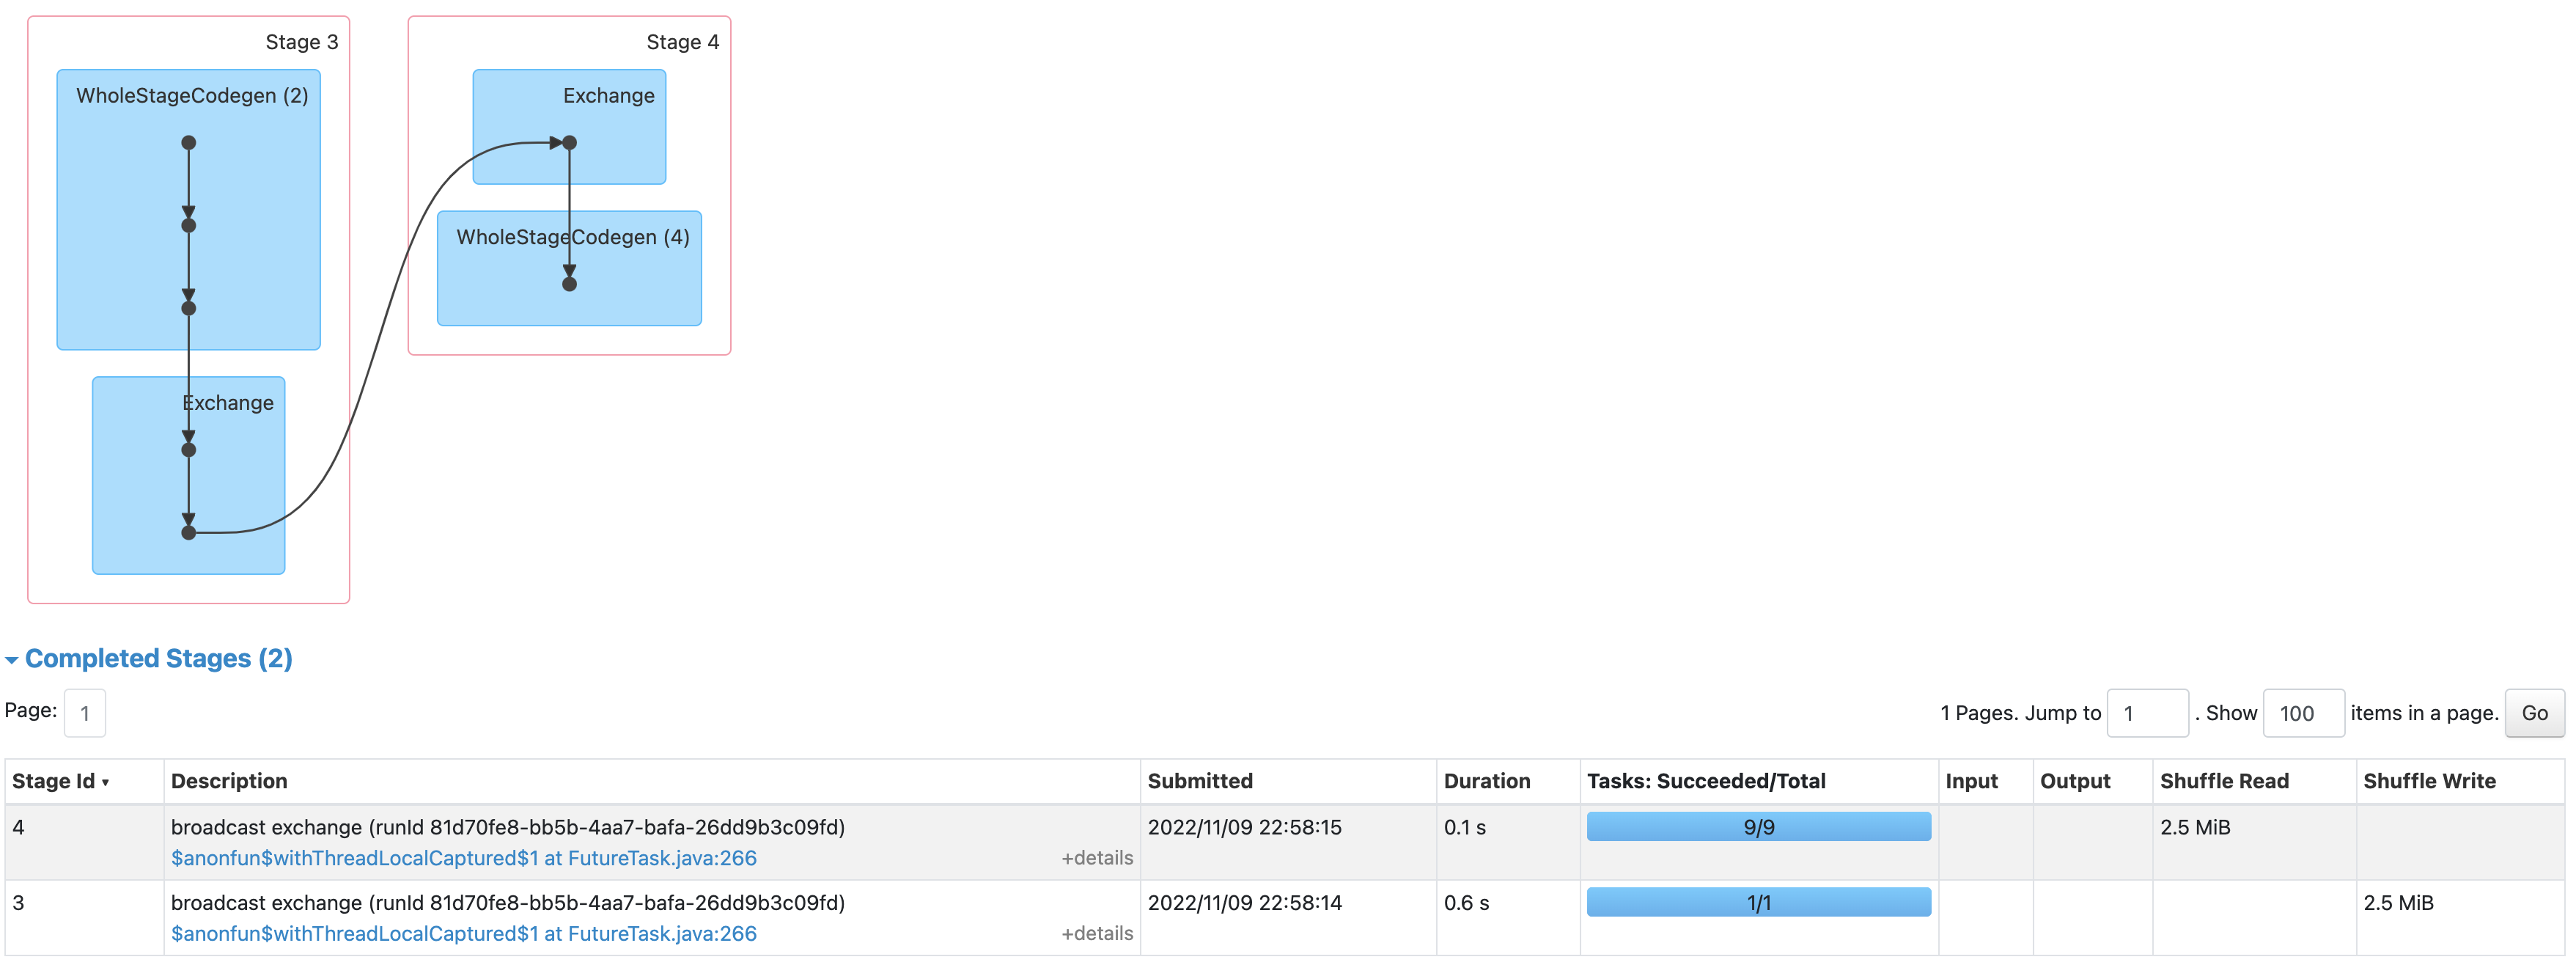 Stage 3
WholeStageCodegen (2)
Exchange
Stage 4
Exchange
WholeStageCodegen (4)
Completed Stages (2)
Page: 1
1 Pages. Jump to 1 . Show 100 items in a page. Go
Stage Id ▾ Description Submitted Duration Tasks: Succeeded/Total Input Output Shuffle Read Shuffle Write
4 broadcast exchange (runId 81d70fe8-bb5b-4aa7-bafa-26dd9b3c09fd) 2022/11/09 22:58:15 0.1 s 9/9 2.5 MiB
$anonfun$withThreadLocalCaptured$1 at FutureTask.java:266 +details
3 broadcast exchange (runId 81d70fe8-bb5b-4aa7-bafa-26dd9b3c09fd) 2022/11/09 22:58:14 0.6 s 1/1 2.5 MiB
$anonfun$withThreadLocalCaptured$1 at FutureTask.java:266 +details